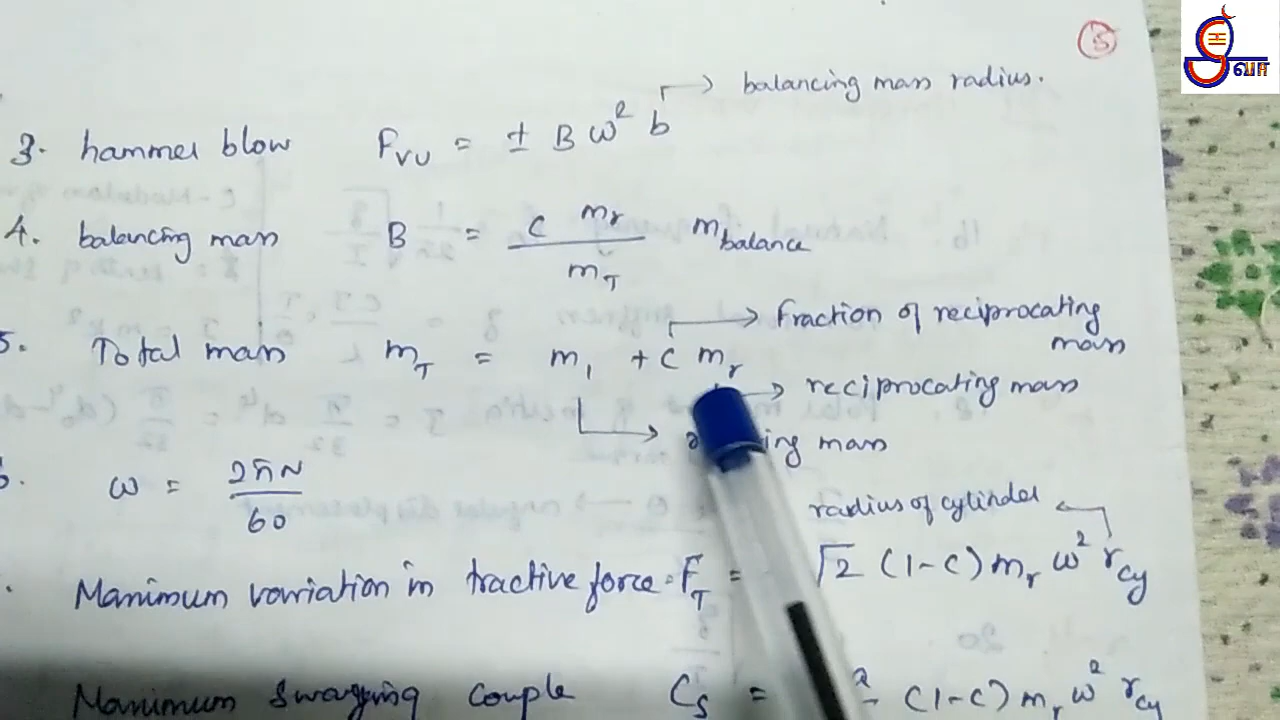 5
வா
balancing mass radius.
3. hammer blow F_VU = ± B ω² b
4. balancing mass B = c m_r / m_T m_balance
fraction of reciprocating mass
5. Total mass m_T = m_1 + c m_r
reciprocating mass
mass
ω = 2πN / 60
radius of cylinder
Maximum variation in tractive force = F_T = √2 (1-c) m_r ω² r_cy
Maximum swaying couple C_S = (1-c) m_r ω² r_cy